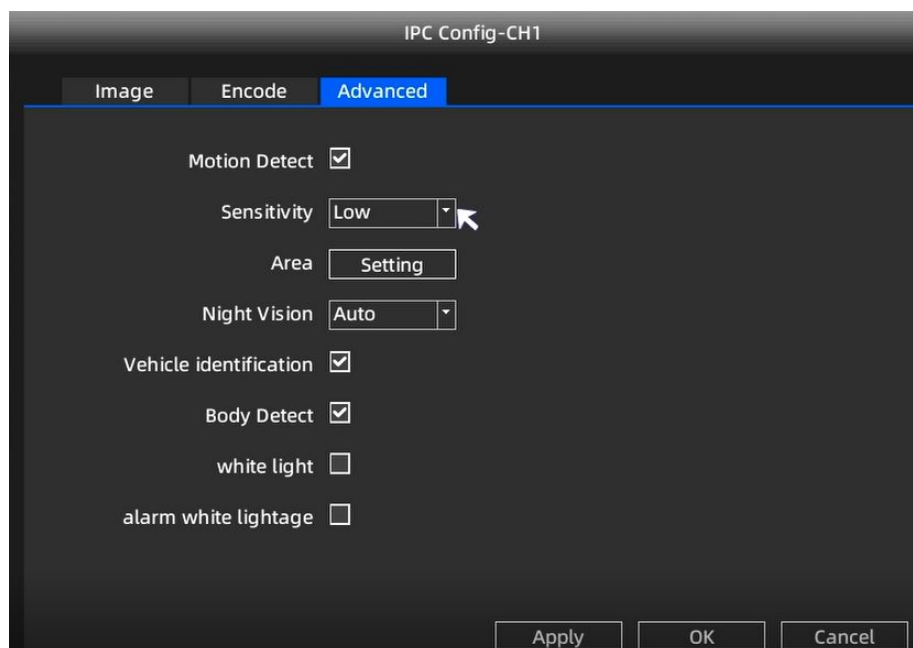 IPC Config-CH1
Image Encode Advanced
Motion Detect
Sensitivity Low
Area Setting
Night Vision Auto
Vehicle identification
Body Detect
white light
alarm white lightage
Apply OK Cancel